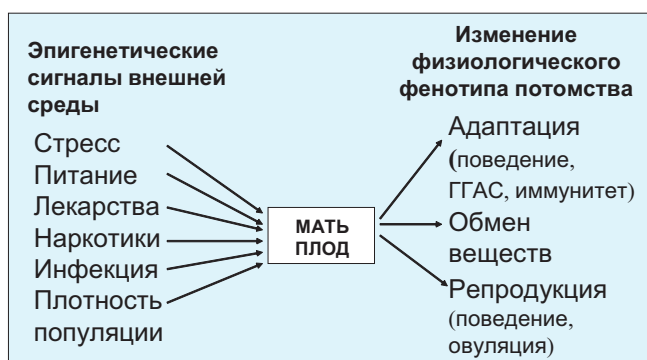 Эпигенетические
сигналы внешней
среды
Стресс
Питание
Лекарства
Наркотики
Инфекция
Плотность
популяции
МАТЬ
ПЛОД
Изменение
физиологического
фенотипа потомства
Адаптация
(поведение,
ГГАС, иммунитет)
Обмен
веществ
Репродукция
(поведение,
овуляция)